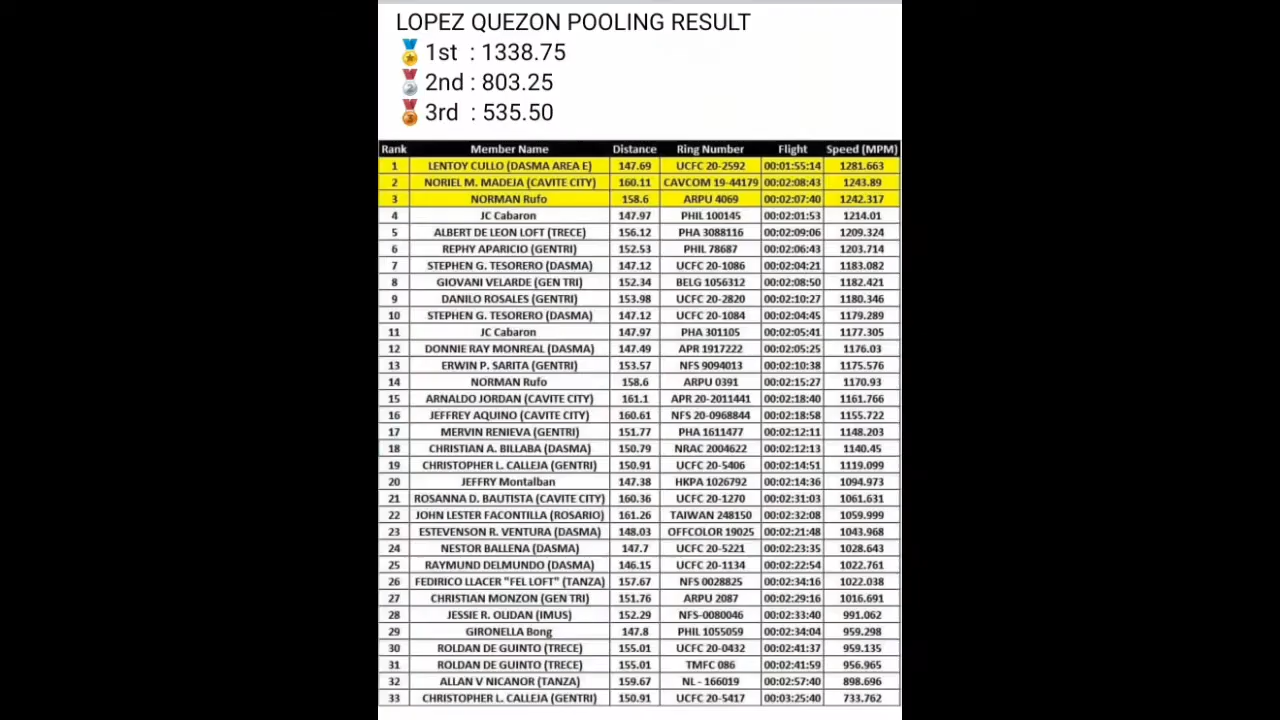 LOPEZ QUEZON POOLING RESULT
🥇1st : 1338.75
🥈2nd : 803.25
🥉3rd : 535.50
Rank Member Name Distance Ring Number Flight Speed (MPM)
1 LENTOY CULLO (DASMA AREA E) 147.69 UCFC 20-2592 00:01:55:14 1281.663
2 NORIEL M. MADEJA (CAVITE CITY) 160.11 CAVCOM 19-44179 00:02:08:43 1243.89
3 NORMAN Rufo 158.6 ARPU 4069 00:02:07:40 1242.317
4 JC Cabaron 147.97 PHIL 100145 00:02:01:53 1214.01
5 ALBERT DE LEON LOFT (TRECE) 156.12 PHA 3088116 00:02:09:06 1209.324
6 REPHY APARICIO (GENTRI) 152.53 PHIL 78687 00:02:06:43 1203.714
7 STEPHEN G. TESORERO (DASMA) 147.12 UCFC 20-1086 00:02:04:21 1183.082
8 GIOVANI VELARDE (GEN TRI) 152.34 BELG 1056312 00:02:08:50 1182.421
9 DANILO ROSALES (GENTRI) 153.98 UCFC 20-2820 00:02:10:27 1180.346
10 STEPHEN G. TESORERO (DASMA) 147.12 UCFC 20-1084 00:02:04:45 1179.289
11 JC Cabaron 147.97 PHA 301105 00:02:05:41 1177.305
12 DONNIE RAY MONREAL (DASMA) 147.49 APR 1917222 00:02:05:25 1176.03
13 ERWIN P. SARITA (GENTRI) 153.57 NFS 9094013 00:02:10:38 1175.576
14 NORMAN Rufo 158.6 ARPU 0391 00:02:15:27 1170.93
15 ARNALDO JORDAN (CAVITE CITY) 161.1 APR 20-2011441 00:02:18:40 1161.766
16 JEFFREY AQUINO (CAVITE CITY) 160.61 NFS 20-0968844 00:02:18:58 1155.722
17 MERVIN RENIEVA (GENTRI) 151.77 PHA 1611477 00:02:12:11 1148.203
18 CHRISTIAN A. BILLABA (DASMA) 150.79 NRAC 2004622 00:02:12:13 1140.45
19 CHRISTOPHER L. CALLEJA (GENTRI) 150.91 UCFC 20-5406 00:02:14:51 1119.099
20 JEFFRY Montalban 147.38 HKPA 1026792 00:02:14:36 1094.973
21 ROSANNA D. BAUTISTA (CAVITE CITY) 160.36 UCFC 20-1270 00:02:31:03 1061.631
22 JOHN LESTER FACONTILLA (ROSARIO) 161.26 TAIWAN 248150 00:02:32:08 1059.999
23 ESTEVENSON R. VENTURA (DASMA) 148.03 OFFCOLOR 19025 00:02:21:48 1043.968
24 NESTOR BALLENA (DASMA) 147.7 UCFC 20-5221 00:02:23:35 1028.643
25 RAYMUND DELMUNDO (DASMA) 146.15 UCFC 20-1134 00:02:22:54 1022.761
26 FEDIRICO LLACER "FEL LOFT" (TANZA) 157.67 NFS 0028825 00:02:34:16 1022.038
27 CHRISTIAN MONZON (GEN TRI) 151.76 ARPU 2087 00:02:29:16 1016.691
28 JESSIE R. OLIDAN (IMUS) 152.29 NFS-0080046 00:02:33:40 991.062
29 GIRONELLA Bong 147.8 PHIL 1055059 00:02:34:04 959.298
30 ROLDAN DE GUINTO (TRECE) 155.01 UCFC 20-0432 00:02:41:37 959.135
31 ROLDAN DE GUINTO (TRECE) 155.01 TMFC 086 00:02:41:59 956.965
32 ALLAN V NICANOR (TANZA) 159.67 NL - 166019 00:02:57:40 898.696
33 CHRISTOPHER L. CALLEJA (GENTRI) 150.91 UCFC 20-5417 00:03:25:40 733.762